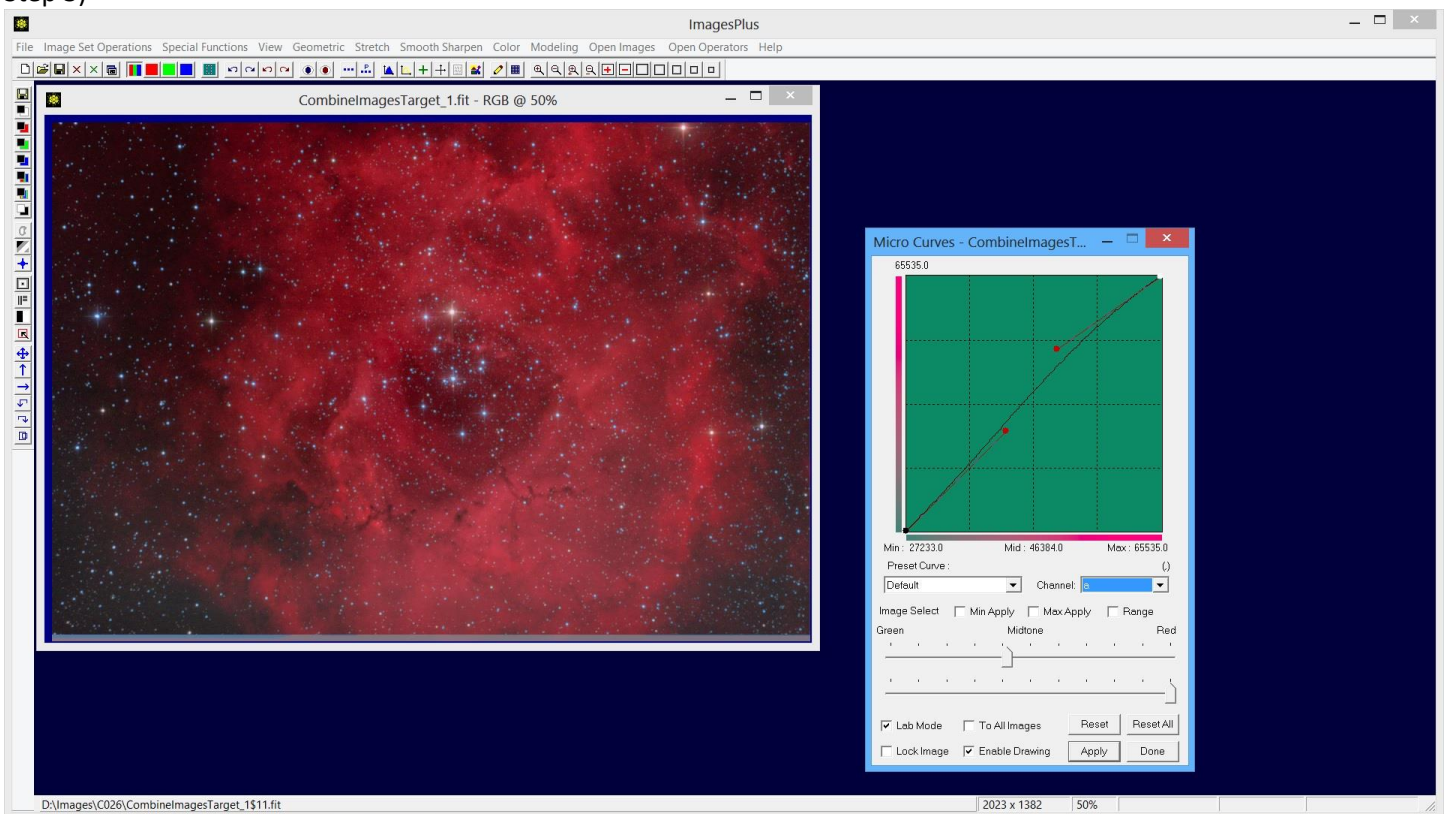 ImagesPlus
File Image Set Operations Special Functions View Geometric Stretch Smooth Sharpen Color Modeling Open Images Open Operators Help
CombineImagesTarget_1.fit - RGB @ 50%
Micro Curves - CombineImagesT...
65535.0
Min : 27233.0 Mid : 46384.0 Max : 65535.0
Preset Curve : (,)
Default Channel: a
Image Select Min Apply Max Apply Range
Green Midtone Red
Lab Mode To All Images Reset Reset All
Lock Image Enable Drawing Apply Done
D:\Images\C026\CombineImagesTarget_1$11.fit 2023 x 1382 50%